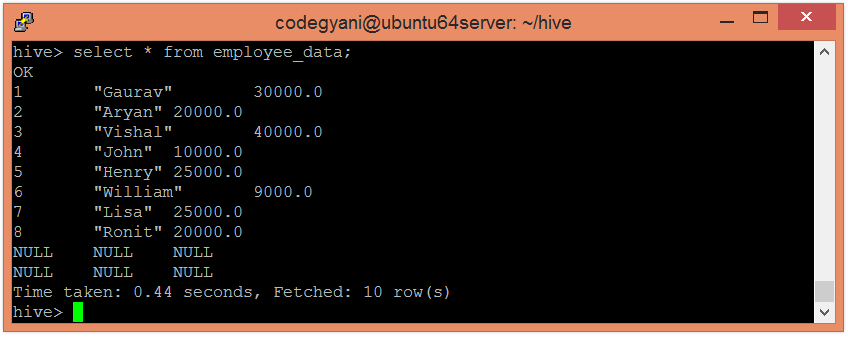 codegyani@ubuntu64server: ~/hive
hive> select * from employee_data;
OK
1       "Gaurav"        30000.0
2       "Aryan" 20000.0
3       "Vishal"        40000.0
4       "John"  10000.0
5       "Henry" 25000.0
6       "William"       9000.0
7       "Lisa"  25000.0
8       "Ronit" 20000.0
NULL    NULL    NULL
NULL    NULL    NULL
Time taken: 0.44 seconds, Fetched: 10 row(s)
hive>